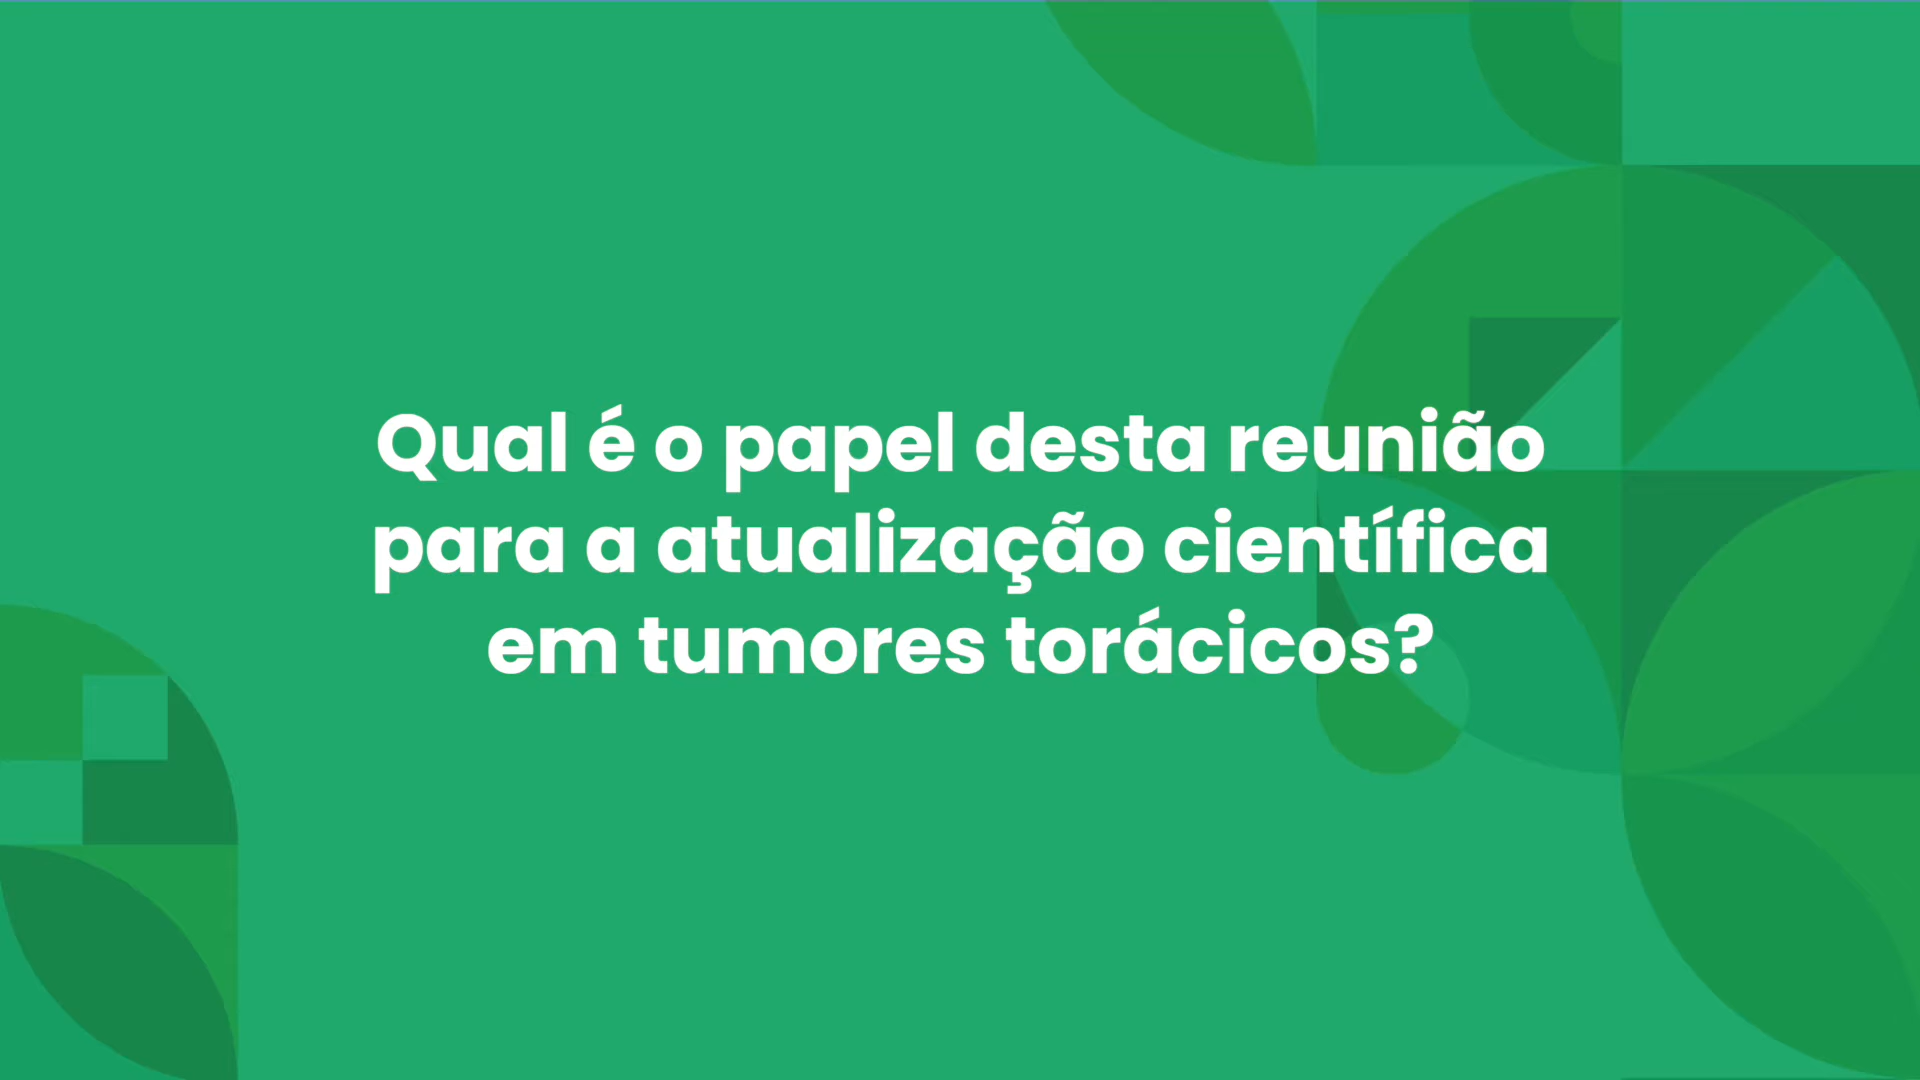 Qual é o papel desta reunião
para a atualização científica
em tumores torácicos?